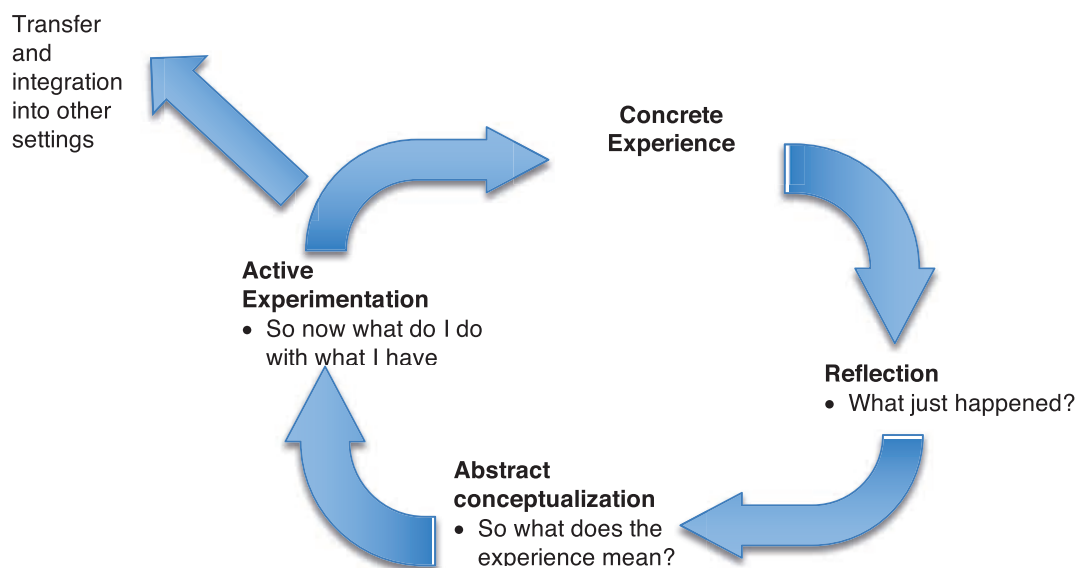 Transfer
and
integration
into other
settings
Concrete
Experience
Active
Experimentation
• So now what do I do
with what I have
Reflection
• What just happened?
Abstract
conceptualization
• So what does the
experience mean?